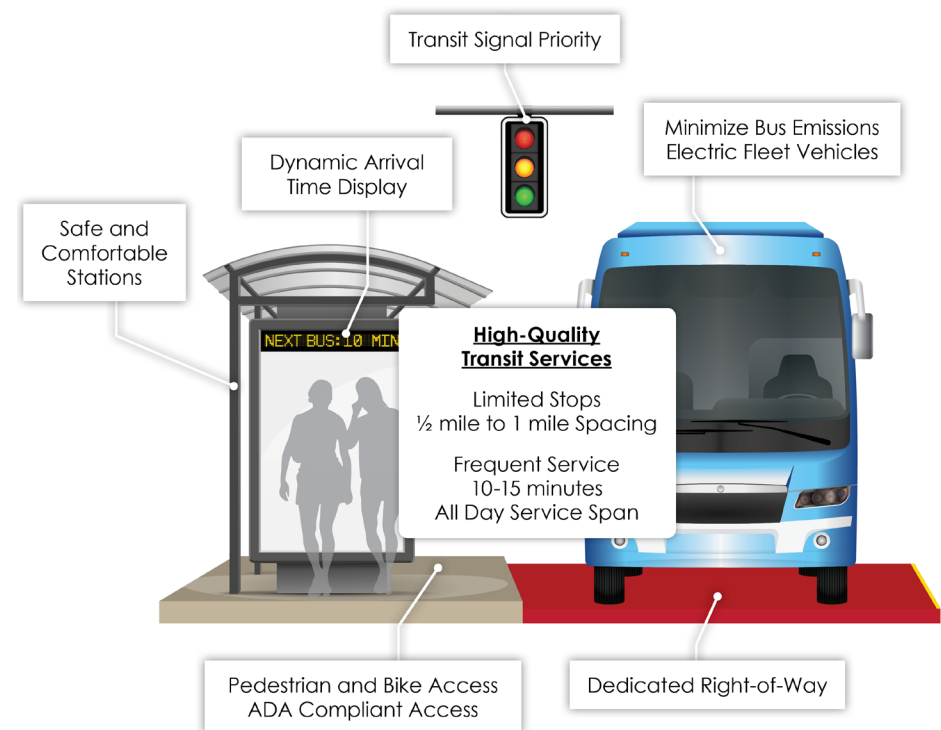 Transit Signal Priority
Minimize Bus Emissions
Electric Fleet Vehicles
Dynamic Arrival
Time Display
Safe and
Comfortable
Stations
NEXT BUS:10 MIN
High-Quality
Transit Services
Limited Stops
½ mile to 1 mile Spacing
Frequent Service
10-15 minutes
All Day Service Span
Pedestrian and Bike Access
ADA Compliant Access
Dedicated Right-of-Way